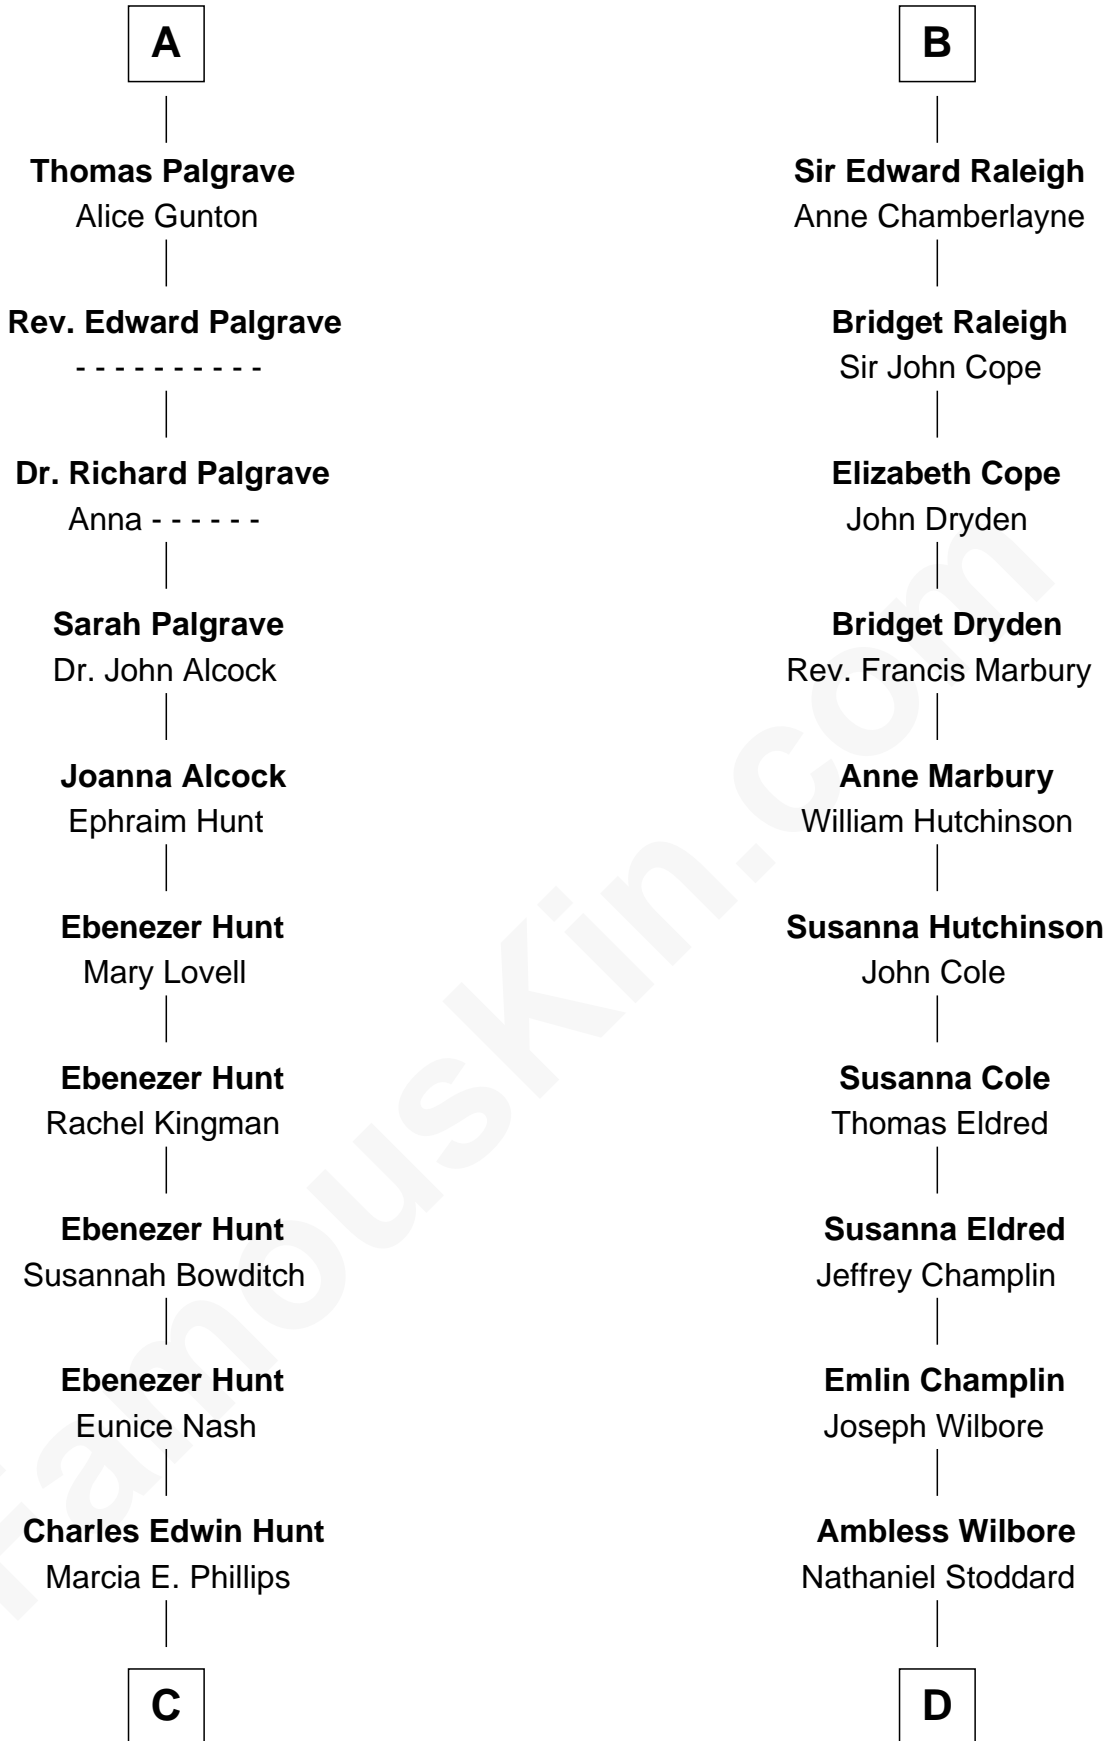 A
Thomas Palgrave
Alice Gunton
Rev. Edward Palgrave
- - - - - - - - - -
Dr. Richard Palgrave
Anna - - - - - -
Sarah Palgrave
Dr. John Alcock
Joanna Alcock
Ephraim Hunt
Ebenezer Hunt
Mary Lovell
Ebenezer Hunt
Rachel Kingman
Ebenezer Hunt
Susannah Bowditch
Ebenezer Hunt
Eunice Nash
Charles Edwin Hunt
Marcia E. Phillips
C
B
Sir Edward Raleigh
Anne Chamberlayne
Bridget Raleigh
Sir John Cope
Elizabeth Cope
John Dryden
Bridget Dryden
Rev. Francis Marbury
Anne Marbury
William Hutchinson
Susanna Hutchinson
John Cole
Susanna Cole
Thomas Eldred
Susanna Eldred
Jeffrey Champlin
Emlin Champlin
Joseph Wilbore
Ambless Wilbore
Nathaniel Stoddard
D
FamousKin.com